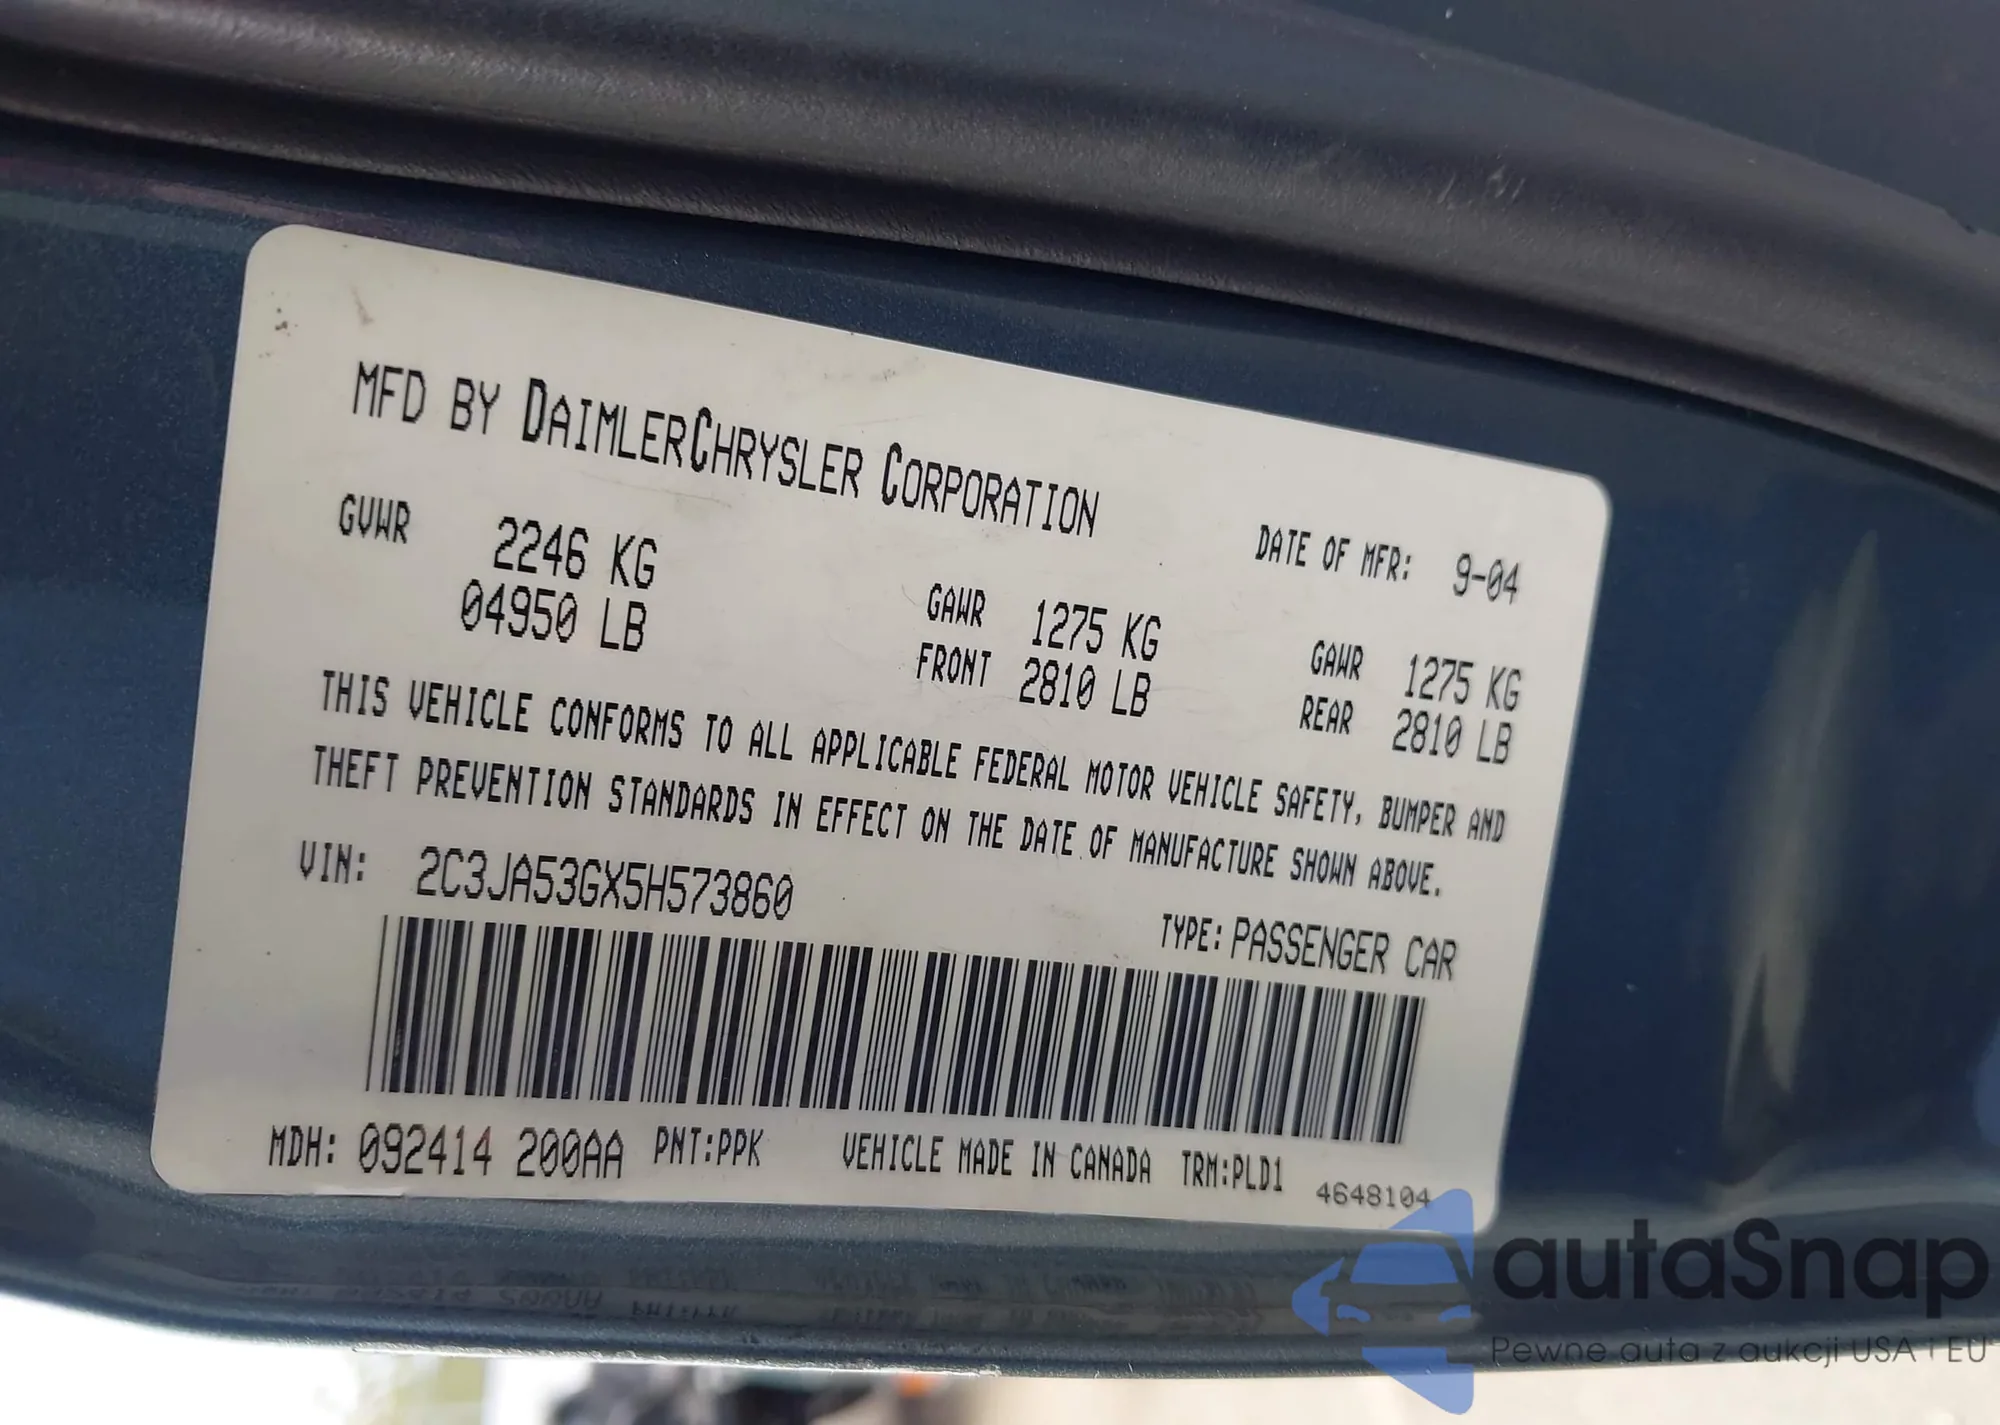 MFD BY DAIMLERCHRYSLER CORPORATION
DATE OF MFR: 9-04
GVWR 2246 KG
04950 LB
GAWR 1275 KG
FRONT 2810 LB
GAWR 1275 KG
REAR 2810 LB
THIS VEHICLE CONFORMS TO ALL APPLICABLE FEDERAL MOTOR VEHICLE SAFETY, BUMPER AND
THEFT PREVENTION STANDARDS IN EFFECT ON THE DATE OF MANUFACTURE SHOWN ABOVE.
VIN: 2C3JA53GX5H573860
TYPE: PASSENGER CAR
MDH: 092414 200AA PNT:PPK VEHICLE MADE IN CANADA TRM:PLD1 4648104
autaSnap
Pewne auta z aukcji USA i EU